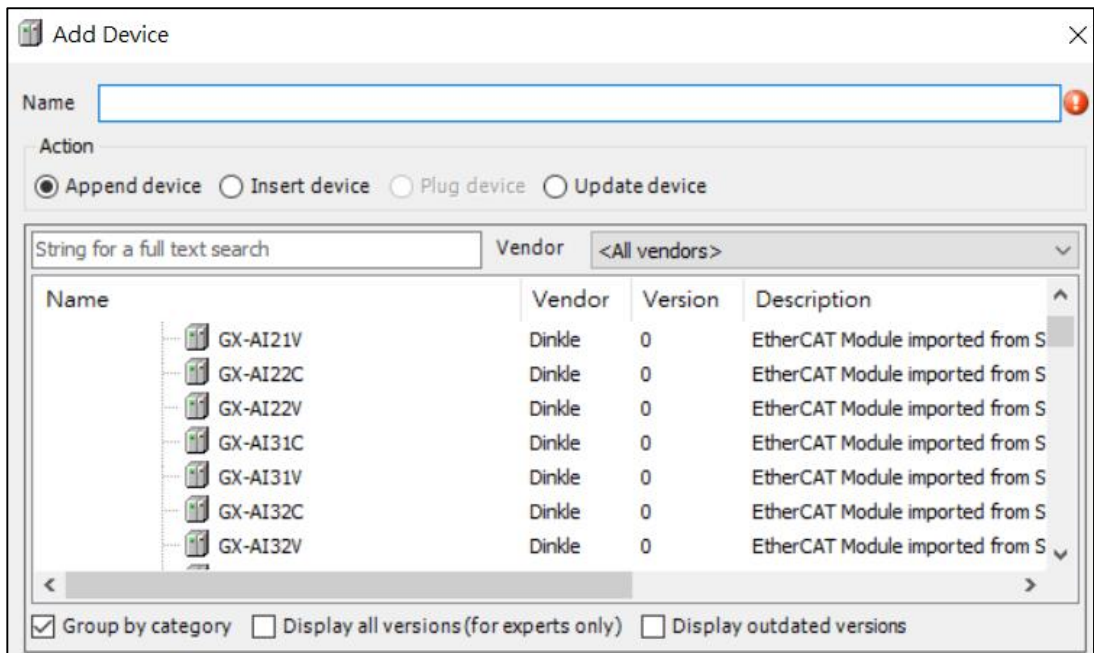 Add Device
Name
Action
Append device Insert device Plug device Update device
String for a full text search Vendor <All vendors>
Name Vendor Version Description
GX-AI21V Dinkle 0 EtherCAT Module imported from S
GX-AI22C Dinkle 0 EtherCAT Module imported from S
GX-AI22V Dinkle 0 EtherCAT Module imported from S
GX-AI31C Dinkle 0 EtherCAT Module imported from S
GX-AI31V Dinkle 0 EtherCAT Module imported from S
GX-AI32C Dinkle 0 EtherCAT Module imported from S
GX-AI32V Dinkle 0 EtherCAT Module imported from S
Group by category Display all versions (for experts only) Display outdated versions